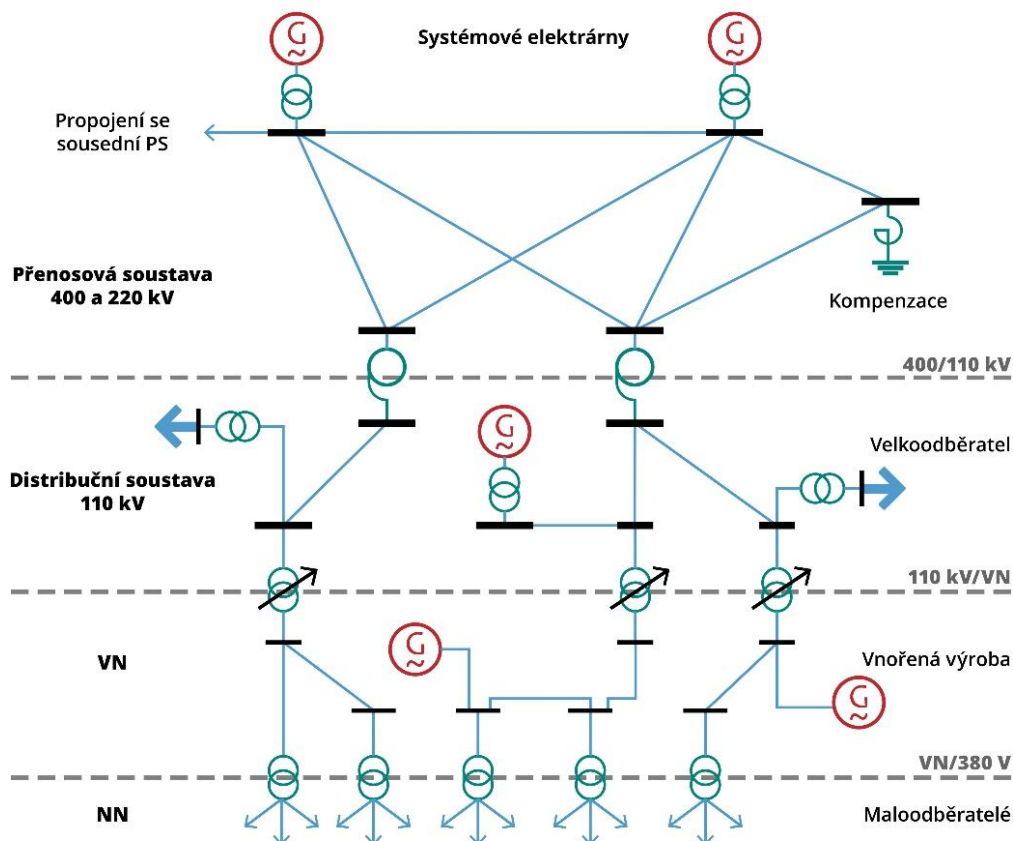 G
~
Systémové elektrárny
G
~
Propojení se
sousední PS
Přenosová soustava
400 a 220 kV
Kompenzace
400/110 kV
G
~
Velkoodběratel
Distribuční soustava
110 kV
110 kV/VN
VN
G
~
Vnořená výroba
G
~
VN/380 V
NN
Maloodběratelé